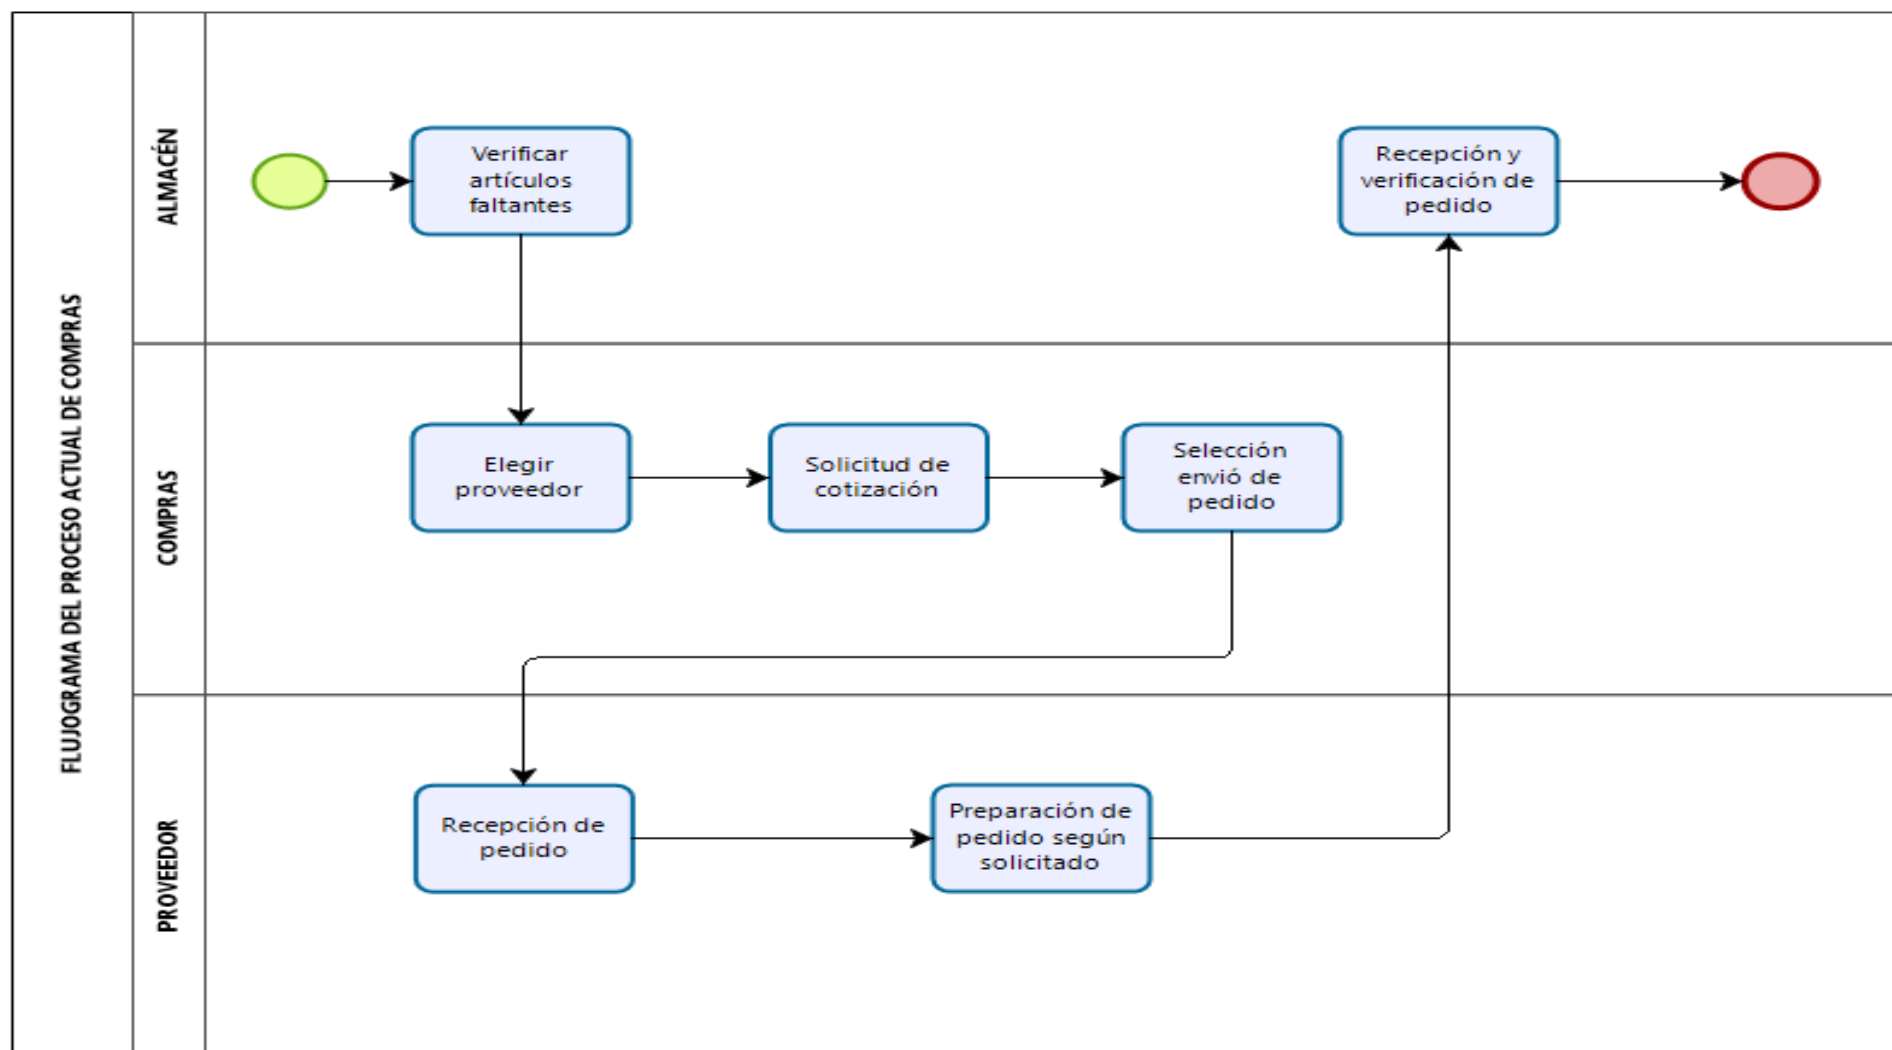 FLUJOGRAMA DEL PROCESO ACTUAL DE COMPRAS
ALMACÉN
Verificar
artículos
faltantes
Recepción y
verificación de
pedido
COMPRAS
Elegir
proveedor
Solicitud de
cotización
Selección
envió de
pedido
PROVEEDOR
Recepción de
pedido
Preparación de
pedido según
solicitado